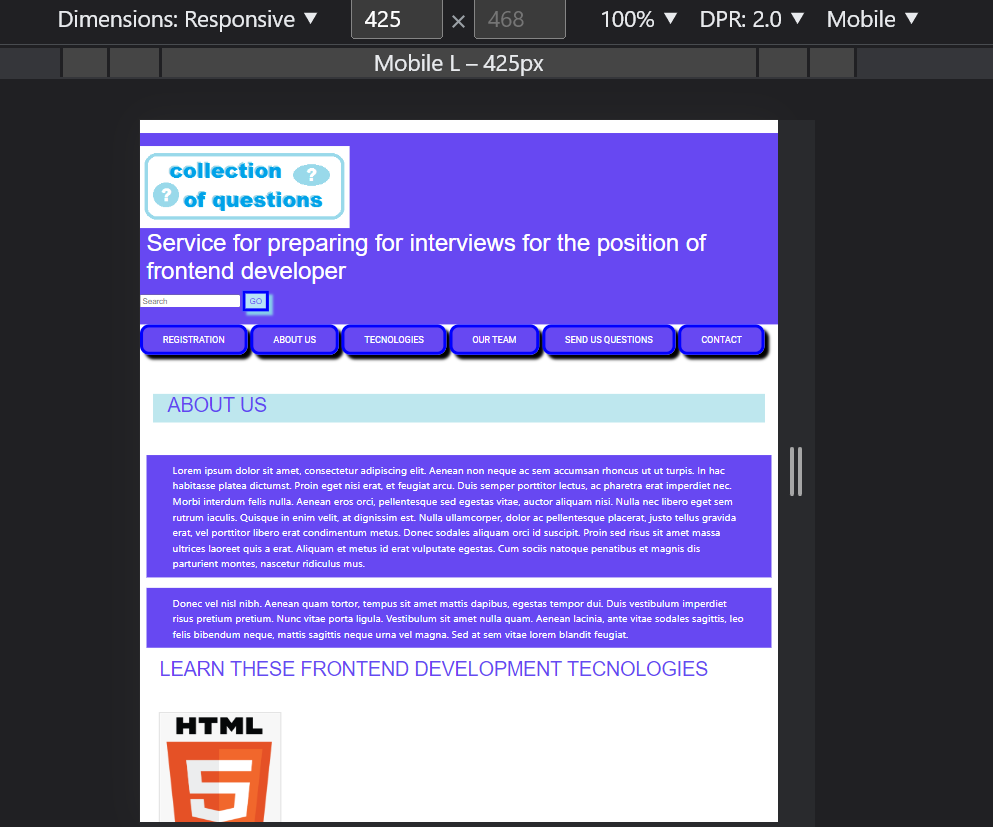 Dimensions: Responsive ▼ 425 × 468 100% ▼ DPR: 2.0 ▼ Mobile ▼
Mobile L – 425px
collection ?
? of questions
Service for preparing for interviews for the position of
frontend developer
Search GO
REGISTRATION ABOUT US TECNOLOGIES OUR TEAM SEND US QUESTIONS CONTACT
ABOUT US
Lorem ipsum dolor sit amet, consectetur adipiscing elit. Aenean non neque ac sem accumsan rhoncus ut ut turpis. In hac
habitasse platea dictumst. Proin eget nisi erat, et feugiat arcu. Duis semper porttitor lectus, ac pharetra erat imperdiet nec.
Morbi interdum felis nulla. Aenean eros orci, pellentesque sed egestas vitae, auctor aliquam nisi. Nulla nec libero eget sem
rutrum iaculis. Quisque in enim velit, at dignissim est. Nulla ullamcorper, dolor ac pellentesque placerat, justo tellus gravida
erat, vel porttitor libero erat condimentum metus. Donec sodales aliquam orci id suscipit. Proin sed risus sit amet massa
ultrices laoreet quis a erat. Aliquam et metus id erat vulputate egestas. Cum sociis natoque penatibus et magnis dis
parturient montes, nascetur ridiculus mus.
Donec vel nisl nibh. Aenean quam tortor, tempus sit amet mattis dapibus, egestas tempor dui. Duis vestibulum imperdiet
risus pretium pretium. Nunc vitae porta ligula. Vestibulum sit amet nulla quam. Aenean lacinia, ante vitae sodales sagittis, leo
felis bibendum neque, mattis sagittis neque urna vel magna. Sed at sem vitae lorem blandit feugiat.
LEARN THESE FRONTEND DEVELOPMENT TECNOLOGIES
HTML
5